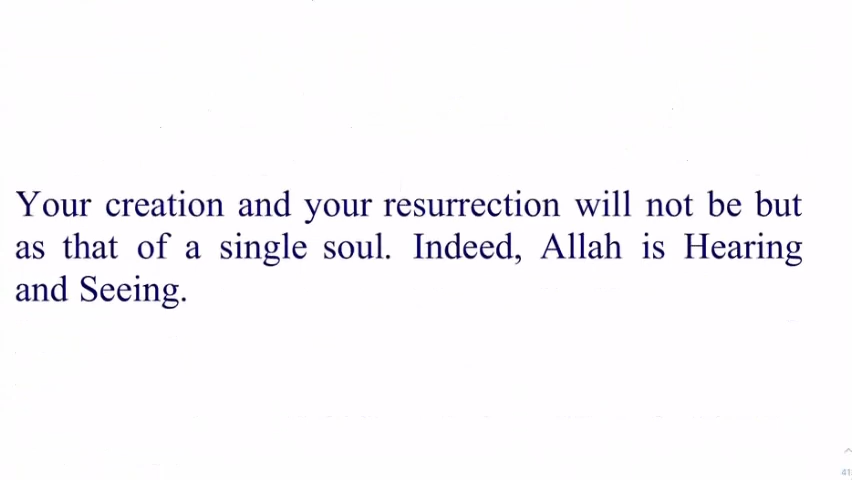 Your creation and your resurrection will not be but
as that of a single soul. Indeed, Allah is Hearing
and Seeing.